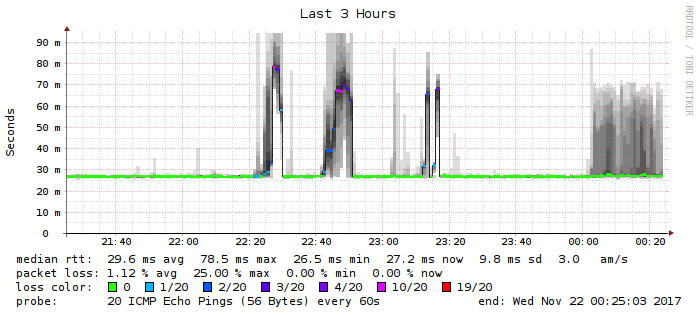 Last 3 Hours
RRDTOOL / TOBI OETIKER
Seconds
90 m
80 m
70 m
60 m
50 m
40 m
30 m
20 m
10 m
0
21:40 22:00 22:20 22:40 23:00 23:20 23:40 00:00 00:20
median rtt: 29.6 ms avg 78.5 ms max 26.5 ms min 27.2 ms now 9.8 ms sd 3.0 am/s
packet loss: 1.12 % avg 25.00 % max 0.00 % min 0.00 % now
loss color: 0 1/20 2/20 3/20 4/20 10/20 19/20
probe: 20 ICMP Echo Pings (56 Bytes) every 60s end: Wed Nov 22 00:25:03 2017